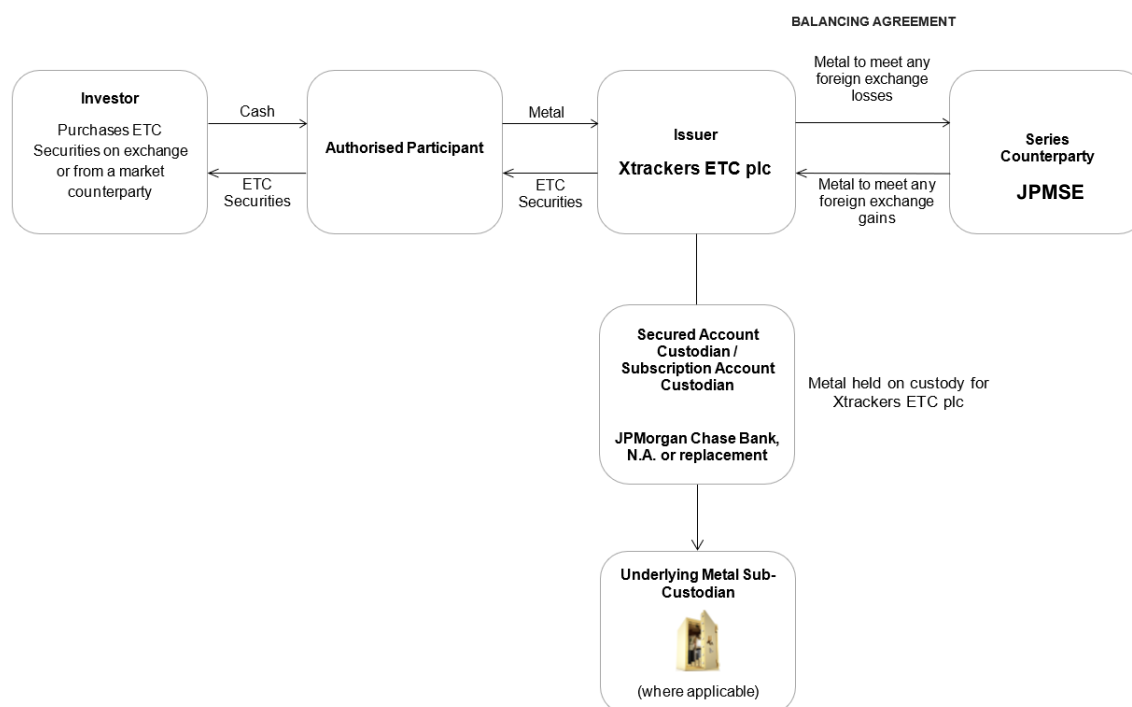 BALANCING AGREEMENT
Investor
Purchases ETC
Securities on exchange
or from a market
counterparty
Cash
ETC
Securities
Authorised Participant
Metal
ETC
Securities
Issuer
Xtrackers ETC plc
Metal to meet any
foreign exchange
losses
Metal to meet any
foreign exchange
gains
Series
Counterparty
JPMSE
Secured Account
Custodian /
Subscription Account
Custodian
JPMorgan Chase Bank,
N.A. or replacement
Metal held on custody for
Xtrackers ETC plc
Underlying Metal Sub-
Custodian
(where applicable)